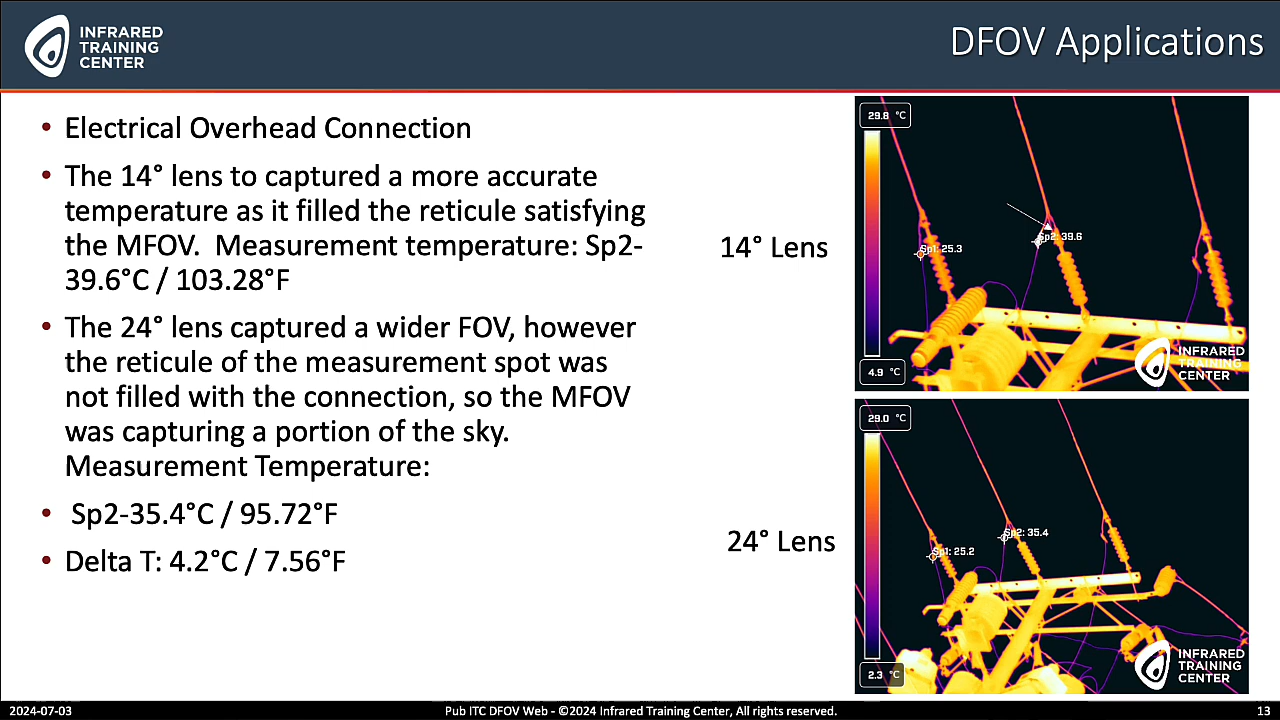 INFRARED
TRAINING
CENTER
DFOV Applications
• Electrical Overhead Connection
• The 14° lens to captured a more accurate
temperature as it filled the reticule satisfying
the MFOV.  Measurement temperature: Sp2-
39.6°C / 103.28°F
• The 24° lens captured a wider FOV, however
the reticule of the measurement spot was
not filled with the connection, so the MFOV
was capturing a portion of the sky.
Measurement Temperature:
• Sp2-35.4°C / 95.72°F
• Delta T: 4.2°C / 7.56°F
14° Lens
29.8 °C
Sp1: 25.3
Sp2: 39.6
4.9 °C
INFRARED
TRAINING
CENTER
24° Lens
29.0 °C
Sp1: 25.2
Sp2: 35.4
2.3 °C
INFRARED
TRAINING
CENTER
2024-07-03
Pub ITC DFOV Web - ©2024 Infrared Training Center, All rights reserved.
13